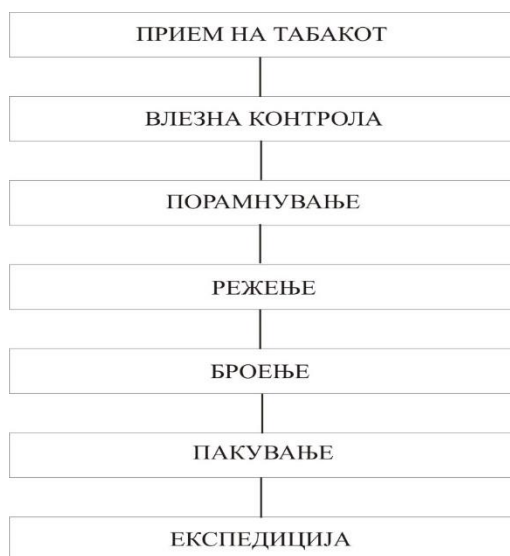 ПРИЕМ НА ТАБАКОТ
ВЛЕЗНА КОНТРОЛА
ПОРАМНУВАЊЕ
РЕЖЕЊЕ
БРОЕЊЕ
ПАКУВАЊЕ
ЕКСПЕДИЦИЈА